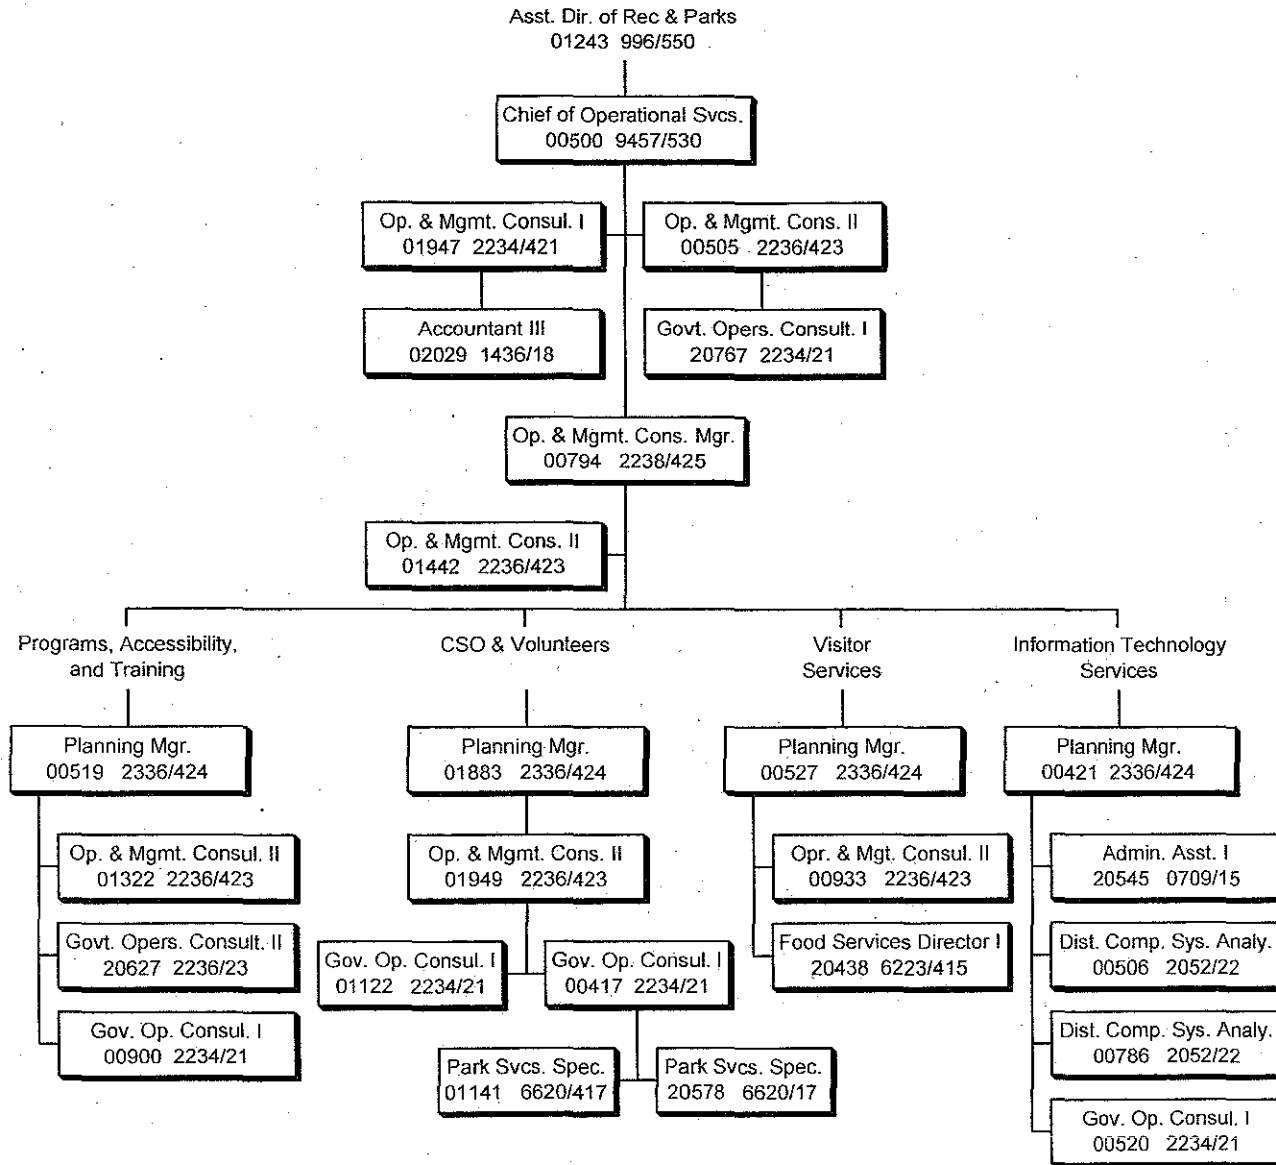 Asst. Dir. of Rec & Parks
01243 996/550
Chief of Operational Svcs.
00500 9457/530
Op. & Mgmt. Consul. I
01947 2234/421
Op. & Mgmt. Cons. II
00505 2236/423
Accountant III
02029 1436/18
Govt. Opers. Consult. I
20767 2234/21
Op. & Mgmt. Cons. Mgr.
00794 2238/425
Op. & Mgmt. Cons. II
01442 2236/423
Programs, Accessibility,
and Training
CSO & Volunteers
Visitor
Services
Information Technology
Services
Planning Mgr.
00519 2336/424
Planning Mgr.
01883 2336/424
Planning Mgr.
00527 2336/424
Planning Mgr.
00421 2336/424
Op. & Mgmt. Consul. II
01322 2236/423
Op. & Mgmt. Cons. II
01949 2236/423
Opr. & Mgt. Consul. II
00933 2236/423
Admin. Asst. I
20545 0709/15
Govt. Opers. Consult. II
20627 2236/23
Gov. Op. Consul. I
01122 2234/21
Gov. Op. Consul. I
00417 2234/21
Food Services Director I
20438 6223/415
Dist. Comp. Sys. Analy.
00506 2052/22
Gov. Op. Consul. I
00900 2234/21
Park Svcs. Spec.
01141 6620/417
Park Svcs. Spec.
20578 6620/17
Dist. Comp. Sys. Analy.
00786 2052/22
Gov. Op. Consul. I
00520 2234/21